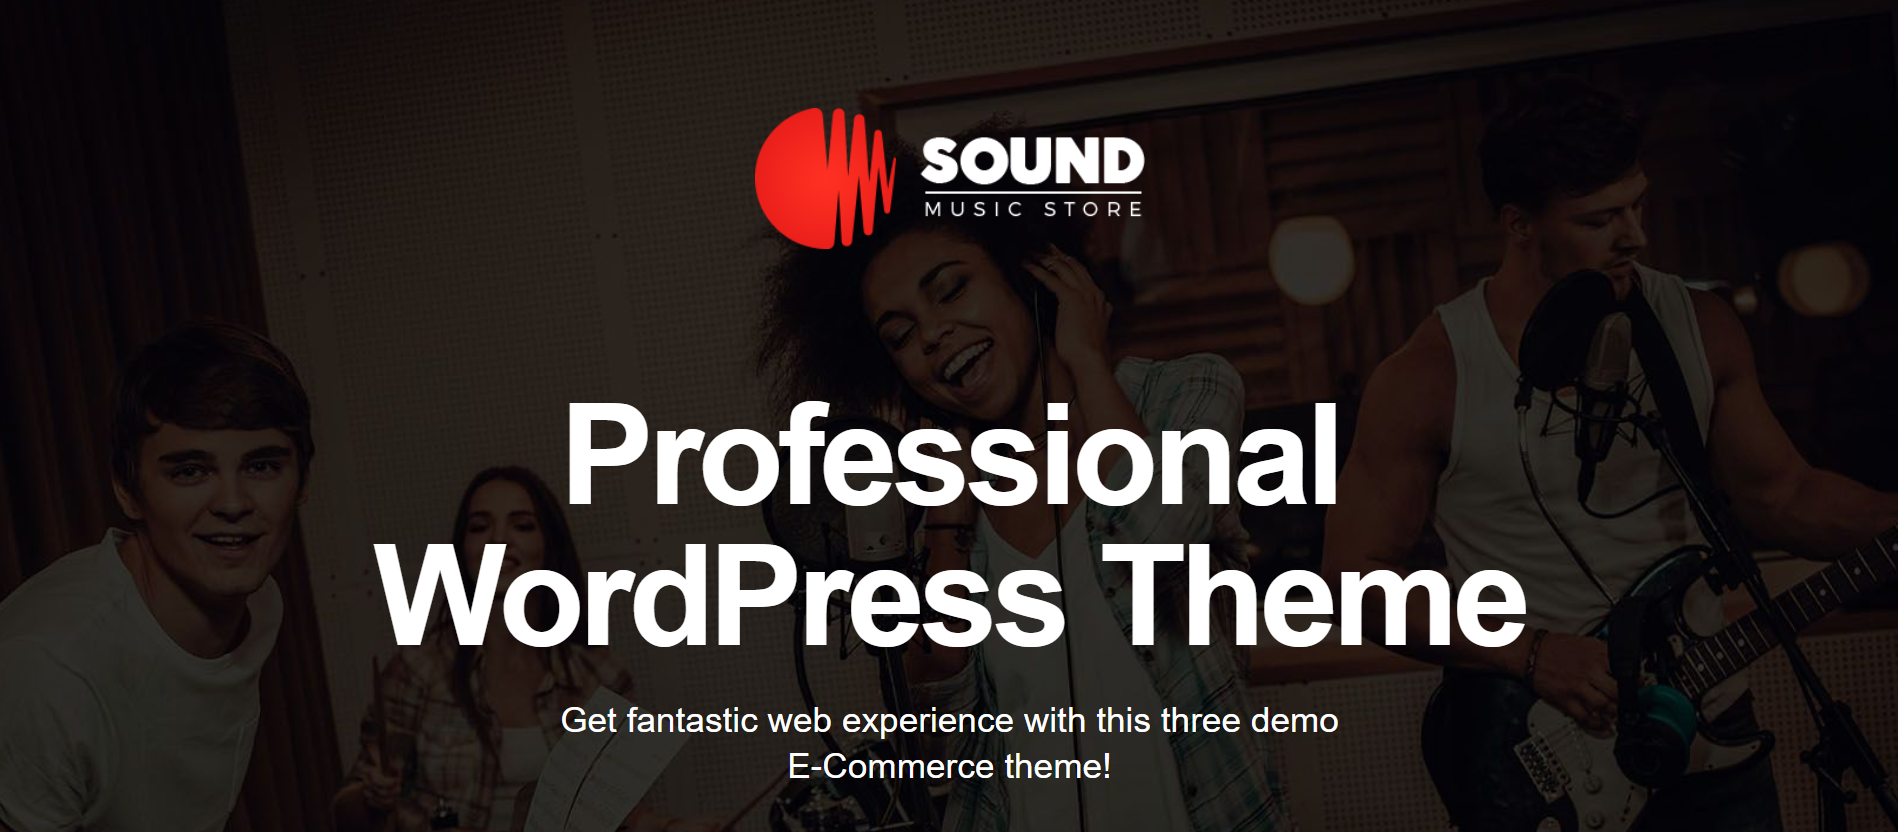 SOUND
MUSIC STORE
Professional
WordPress Theme
Get fantastic web experience with this three demo
E-Commerce theme!